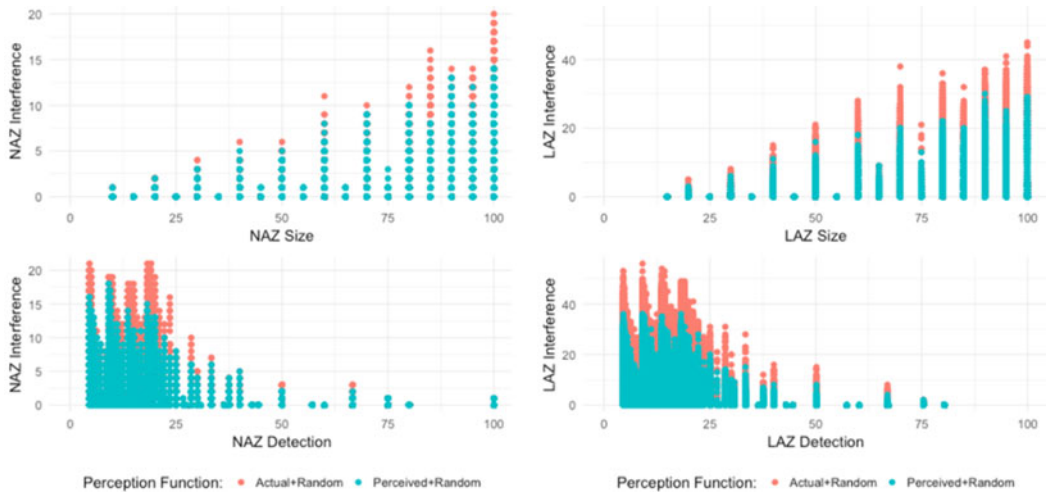 NAZ Interference
20
15
10
5
0
0 25 50 75 100
NAZ Size
LAZ Interference
40
20
0
0 25 50 75 100
LAZ Size
NAZ Interference
20
15
10
5
0
0 25 50 75 100
NAZ Detection
LAZ Interference
40
20
0
0 25 50 75 100
LAZ Detection
Perception Function: Actual+Random Perceived+Random
Perception Function: Actual+Random Perceived+Random